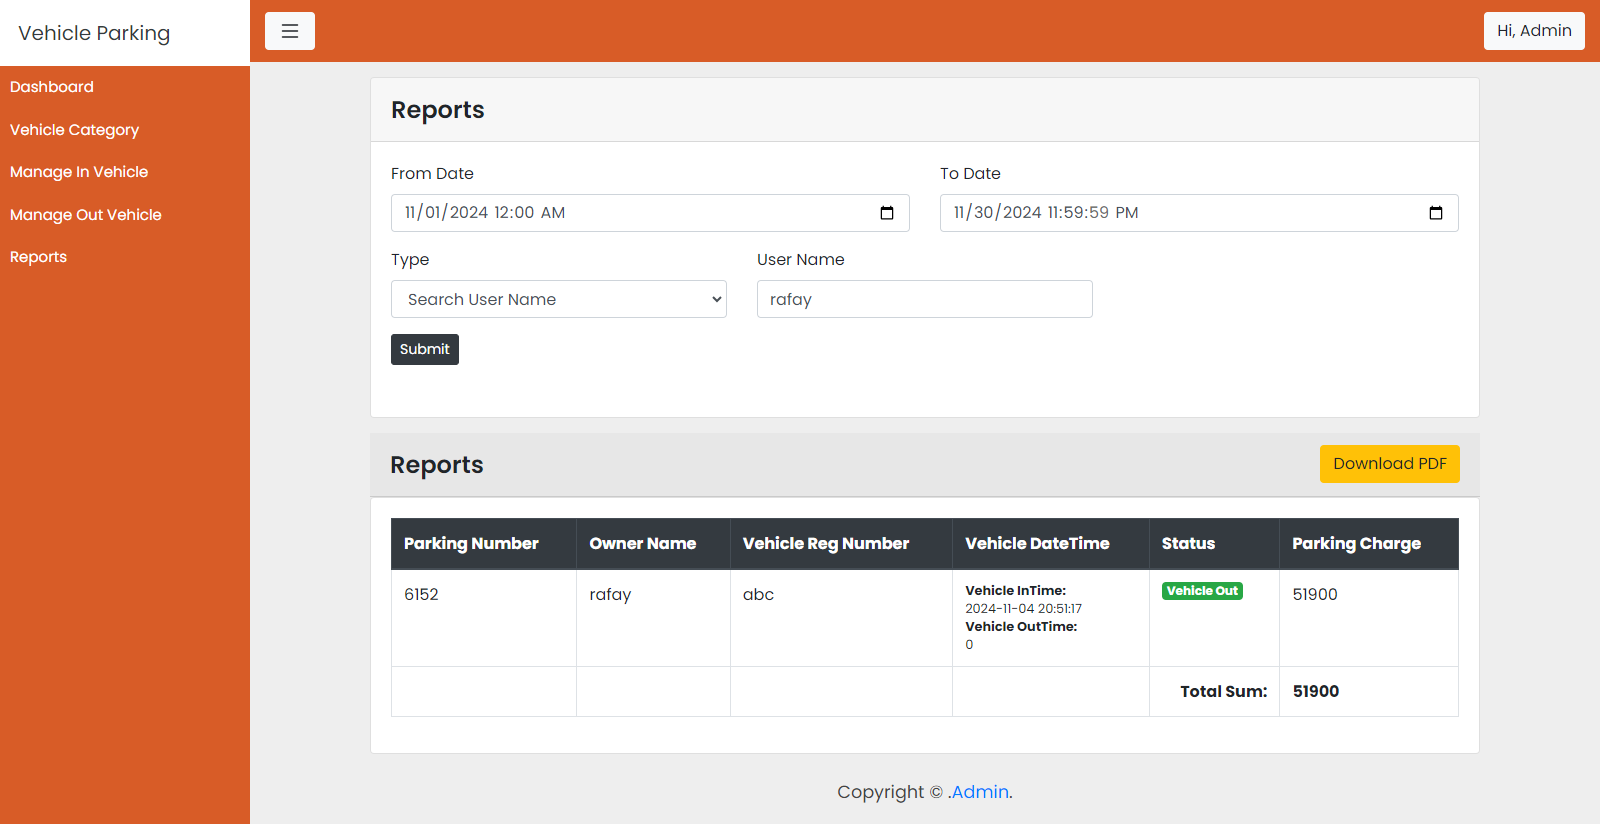 Vehicle Parking
Hi, Admin
Dashboard
Vehicle Category
Manage In Vehicle
Manage Out Vehicle
Reports
Reports
From Date
To Date
11/01/2024 12:00 AM
11/30/2024 11:59:59 PM
Type
User Name
Search User Name
rafay
Submit
Reports
Download PDF
Parking Number Owner Name Vehicle Reg Number Vehicle DateTime Status Parking Charge
6152 rafay abc Vehicle InTime: Vehicle Out 51900
2024-11-04 20:51:17
Vehicle OutTime:
0
Total Sum: 51900
Copyright © .Admin.